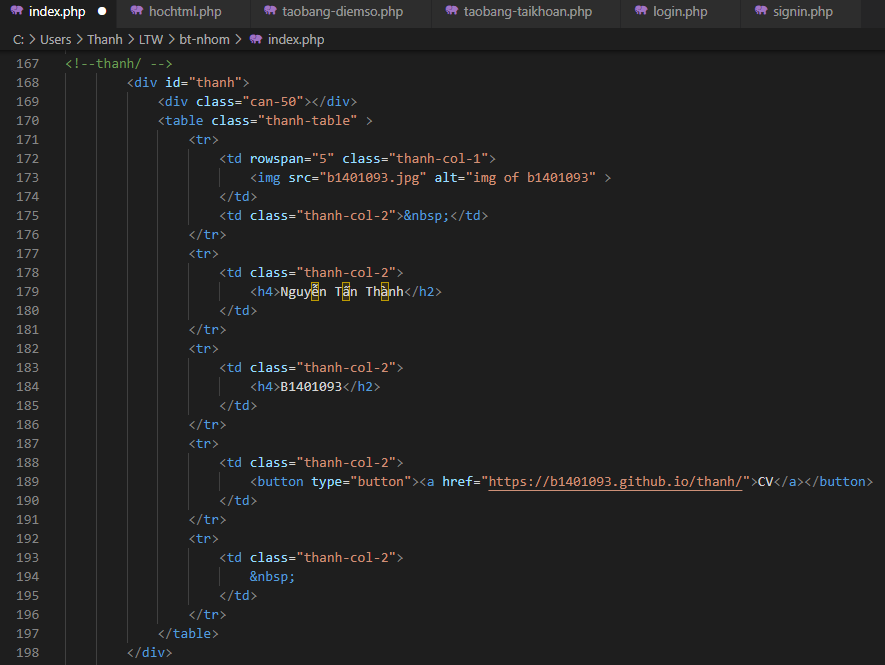 index.php hochtml.php taobang-diemso.php taobang-taikhoan.php login.php signin.php
C: > Users > Thanh > LTW > bt-nhom > index.php
167 <!--thanh/ -->
168 <div id="thanh">
169 <div class="can-50"></div>
170 <table class="thanh-table" >
171 <tr>
172 <td rowspan="5" class="thanh-col-1">
173 <img src="b1401093.jpg" alt="img of b1401093" >
174 </td>
175 <td class="thanh-col-2">&nbsp;</td>
176 </tr>
177 <tr>
178 <td class="thanh-col-2">
179 <h4>Nguyễn Tấn Thành</h2>
180 </td>
181 </tr>
182 <tr>
183 <td class="thanh-col-2">
184 <h4>B1401093</h2>
185 </td>
186 </tr>
187 <tr>
188 <td class="thanh-col-2">
189 <button type="button"><a href="https://b1401093.github.io/thanh/">CV</a></button>
190 </td>
191 </tr>
192 <tr>
193 <td class="thanh-col-2">
194 &nbsp;
195 </td>
196 </tr>
197 </table>
198 </div>